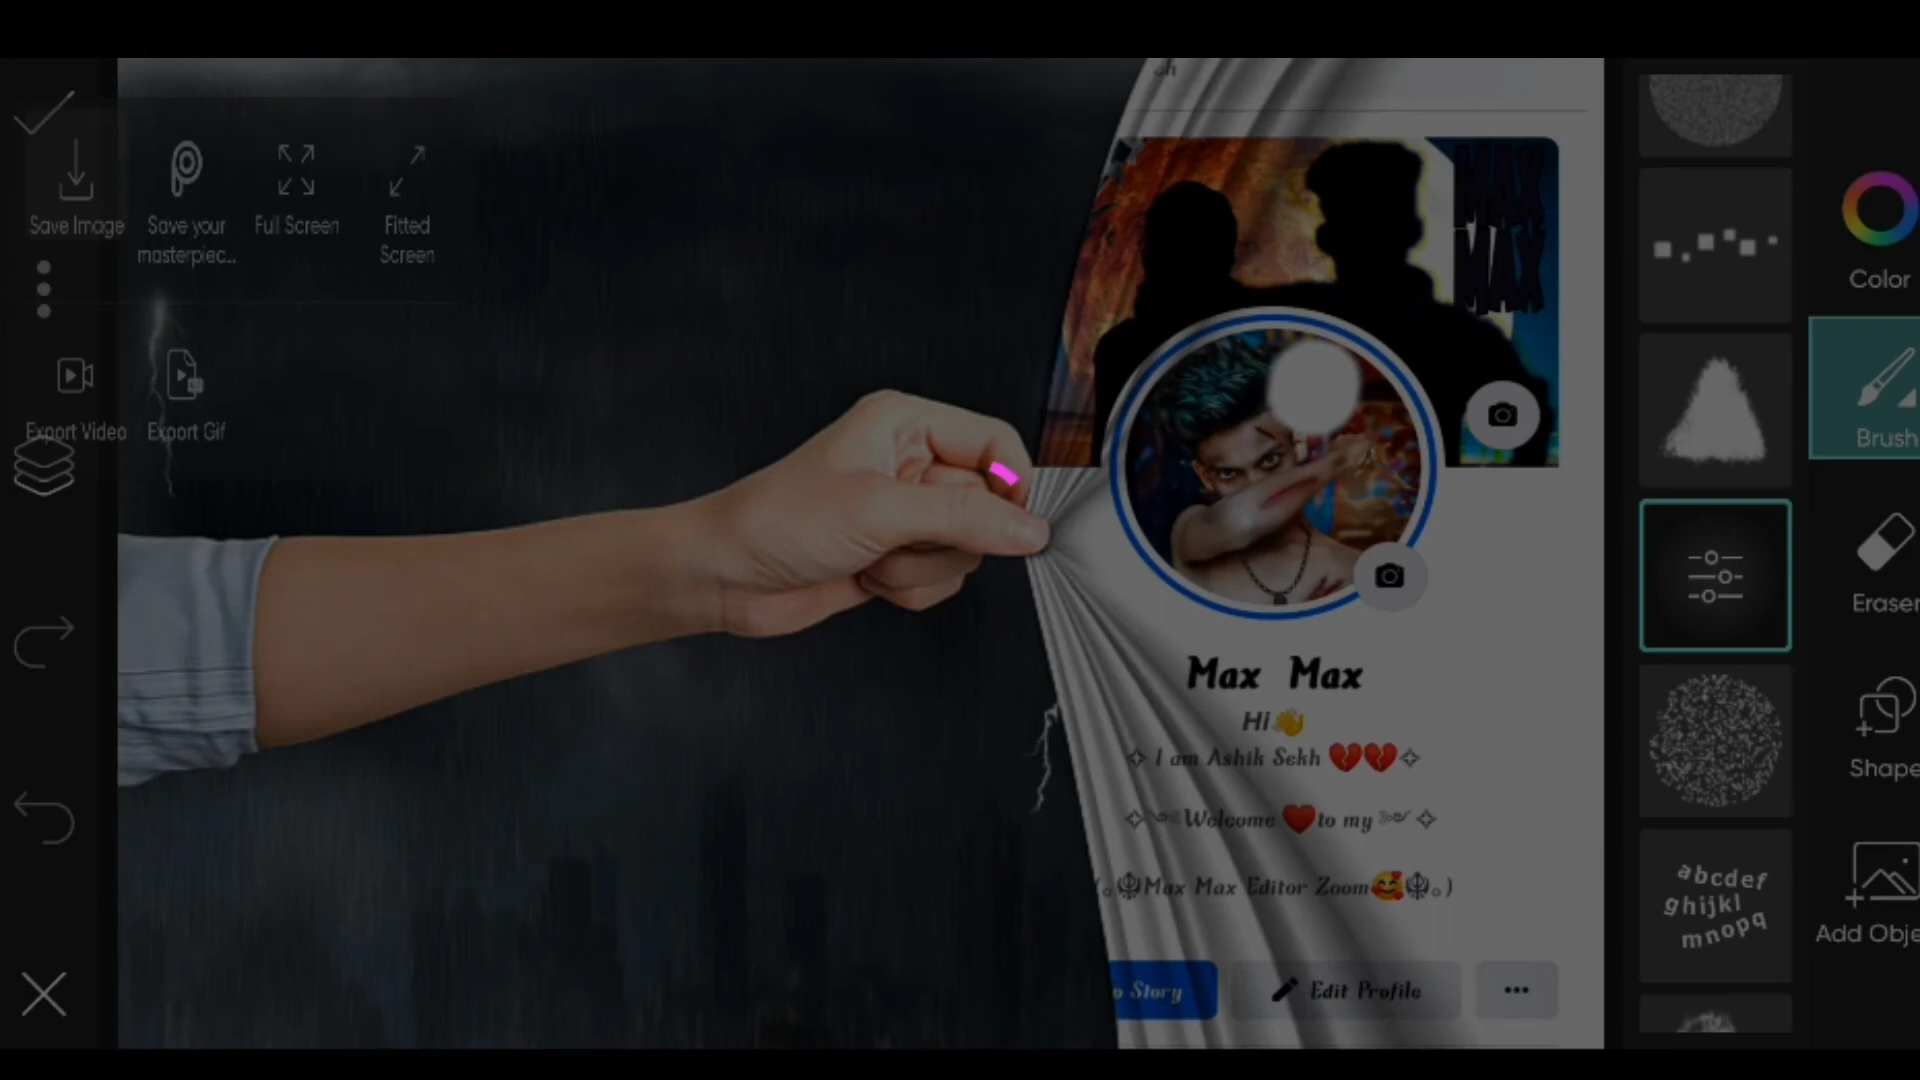 Save Image
Save your
masterpiec...
Full Screen
Fitted
Screen
Export Video
Export Gif
MAX
MAX
Max Max
Hi👋
✧ I am Ashik Sekh 💔💔✧
✧༺Welcome ❤️to my ༻✧
(｡☬Max Max Editor Zoom🥰☬｡)
o Story
Edit Profile
•••
abcdef
ghijkl
mnopq
Color
Brush
Eraser
Shape
Add Obje